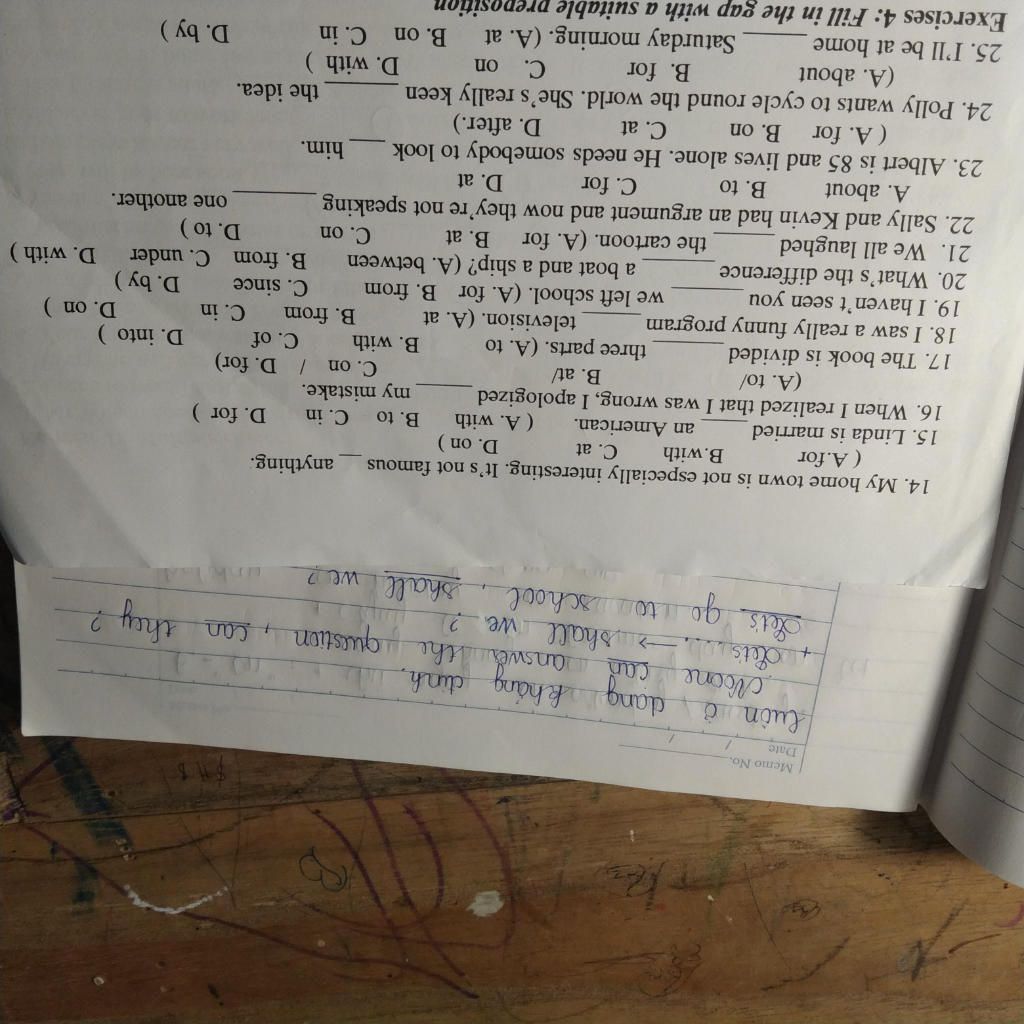 Memo No.
Date / /
luôn ở dạng khẳng định.
Noone can answer the question, can they?
+ Let's ..., → shall we?
Let's go to school, shall we?
14. My home town is not especially interesting. It's not famous __ anything.
( A.for B.with C. at D. on )
15. Linda is married _____ an American. ( A. with B. to C. in D. for )
16. When I realized that I was wrong, I apologized _____ my mistake.
(A. to/ B. at/ C. on / D. for)
17. The book is divided _______ three parts. (A. to B. with C. of D. into )
18. I saw a really funny program ______ television. (A. at B. from C. in D. on )
19. I haven't seen you _______ we left school. (A. for B. from C. since D. by )
20. What's the difference _______ a boat and a ship? (A. between B. from C. under D. with )
21. We all laughed ______ the cartoon. (A. for B. at C. on D. to )
22. Sally and Kevin had an argument and now they're not speaking ________ one another.
A. about B. to C. for D. at
23. Albert is 85 and lives alone. He needs somebody to look ____ him.
( A. for B. on C. at D. after.)
24. Polly wants to cycle round the world. She's really keen _______ the idea.
(A. about B. for C. on D. with )
25. I'll be at home ______ Saturday morning. (A. at B. on C. in D. by )
Exercises 4: Fill in the gap with a suitable preposition